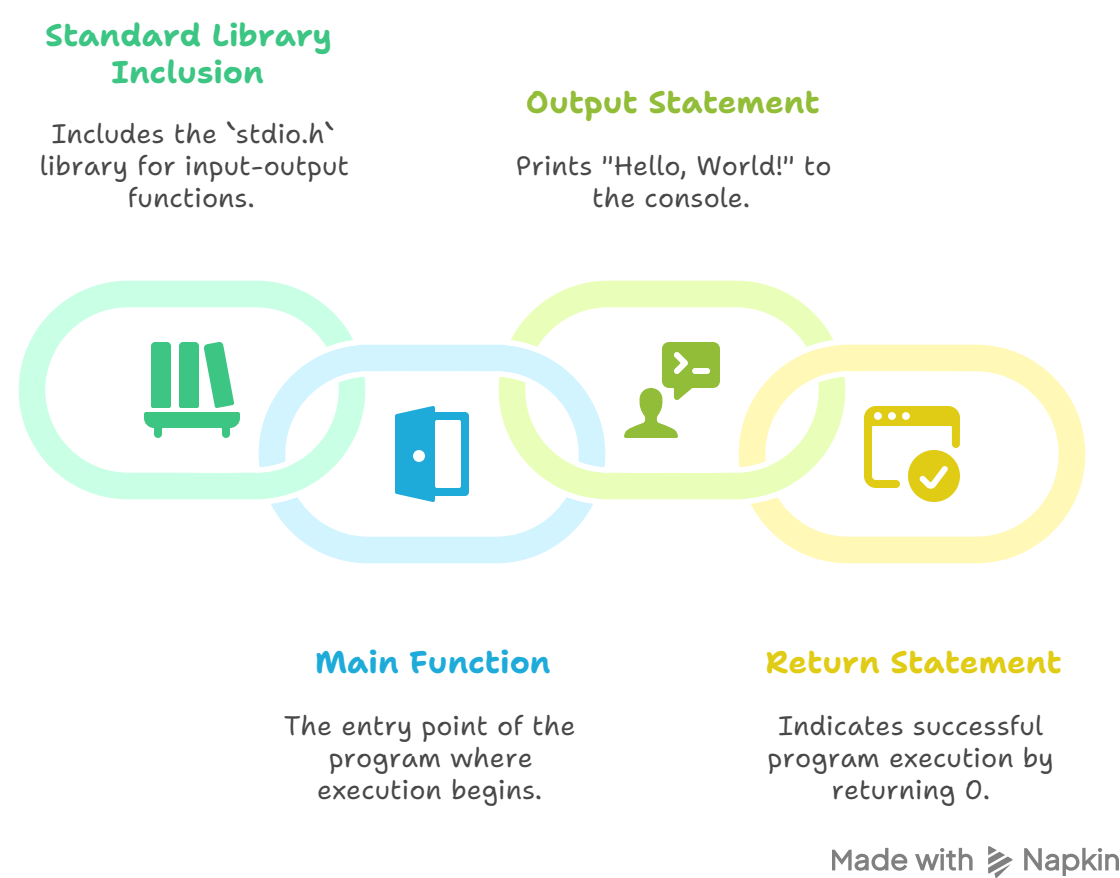 Standard Library
Inclusion
Includes the `stdio.h`
library for input-output
functions.
Output Statement
Prints "Hello, World!" to
the console.
Main Function
The entry point of the
program where
execution begins.
Return Statement
Indicates successful
program execution by
returning 0.
Made with Napkin